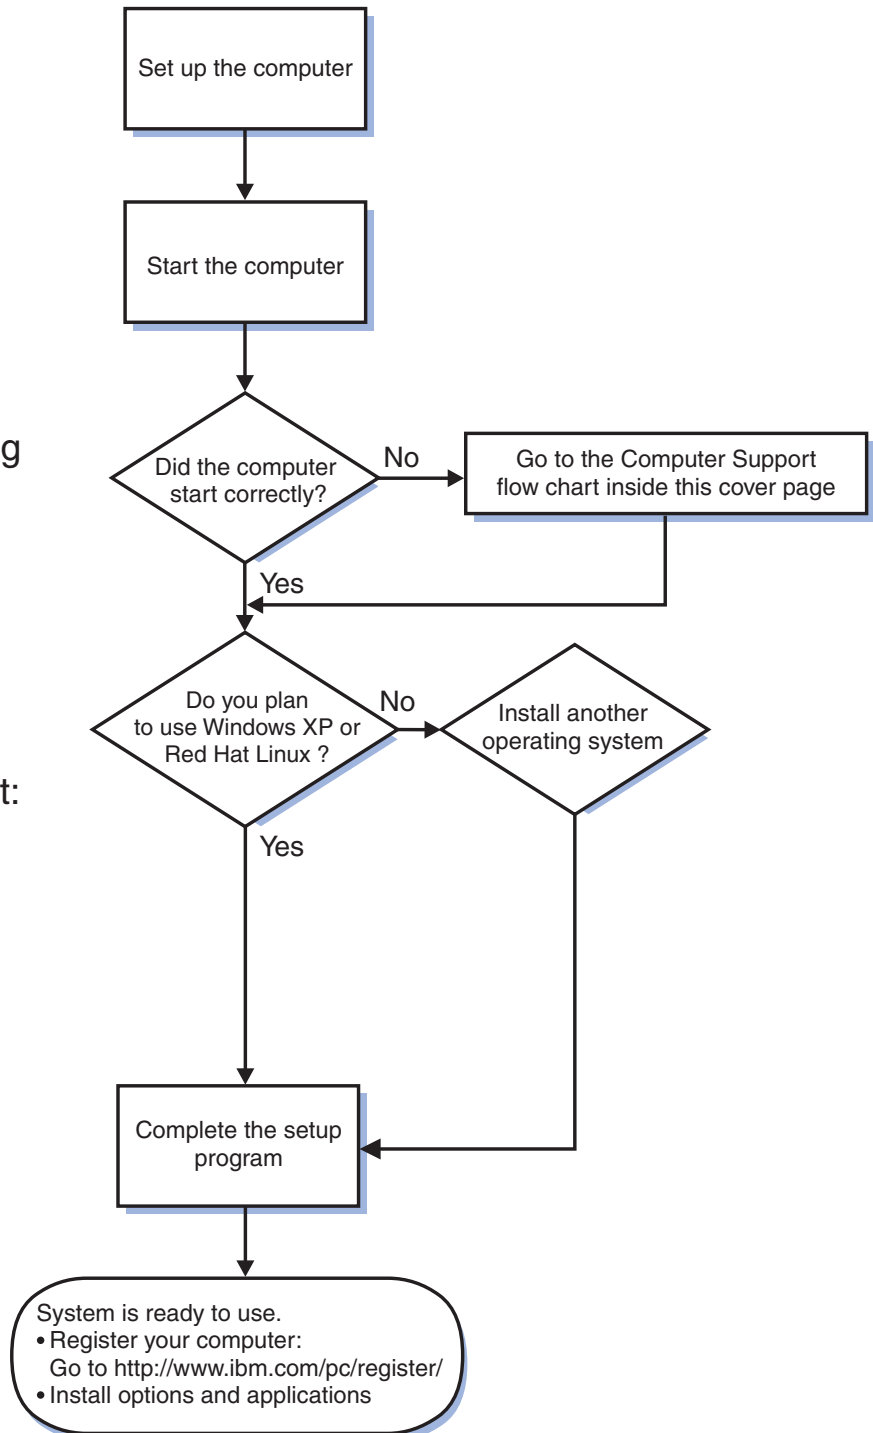 Set up the computer
Start the computer
g
Did the computer
start correctly?
No
Go to the Computer Support
flow chart inside this cover page
Yes
Do you plan
to use Windows XP or
Red Hat Linux ?
No
Install another
operating system
t:
Yes
Complete the setup
program
System is ready to use.
• Register your computer:
Go to http://www.ibm.com/pc/register/
• Install options and applications